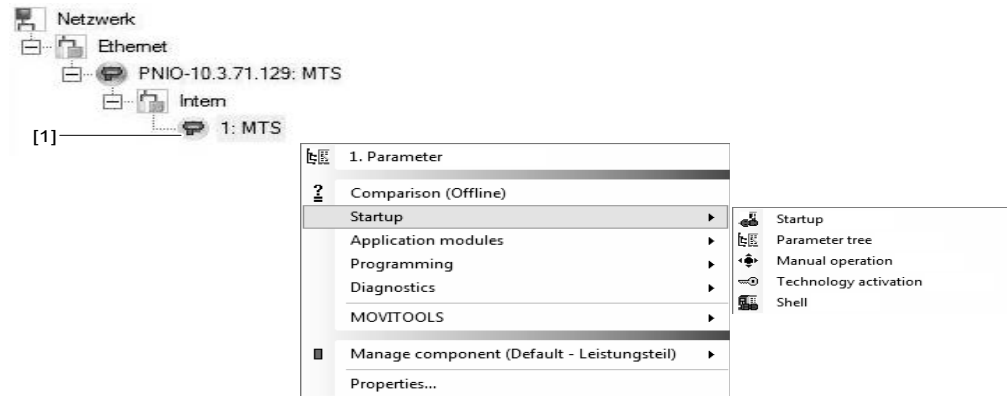 Netzwerk
Ethernet
PNIO-10.3.71.129: MTS
Intern
1: MTS
[1]
1. Parameter
Comparison (Offline)
Startup
Application modules
Programming
Diagnostics
MOVITOOLS
Manage component (Default - Leistungsteil)
Properties...
Startup
Parameter tree
Manual operation
Technology activation
Shell